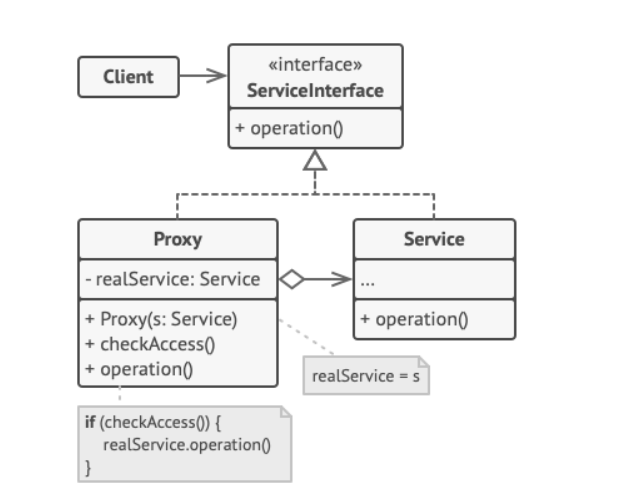 Client
«interface»
ServiceInterface
+ operation()
Proxy
- realService: Service
+ Proxy(s: Service)
+ checkAccess()
+ operation()
Service
...
+ operation()
realService = s
if (checkAccess()) {
realService.operation()
}